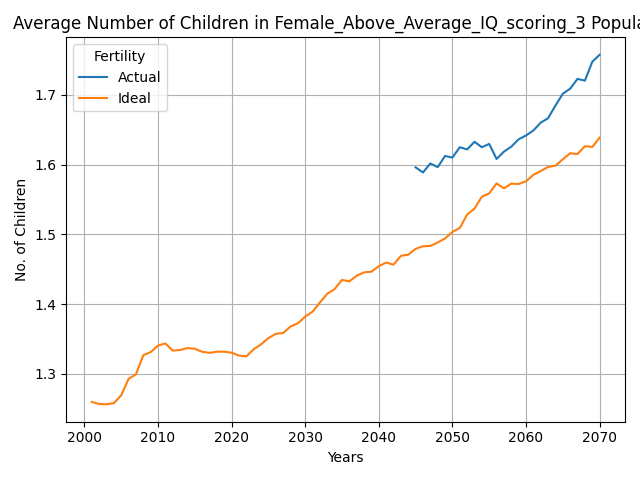 Average Number of Children in Female_Above_Average_IQ_scoring_3 Popula
Fertility
Actual
Ideal
No. of Children
1.7
1.6
1.5
1.4
1.3
2000 2010 2020 2030 2040 2050 2060 2070
Years